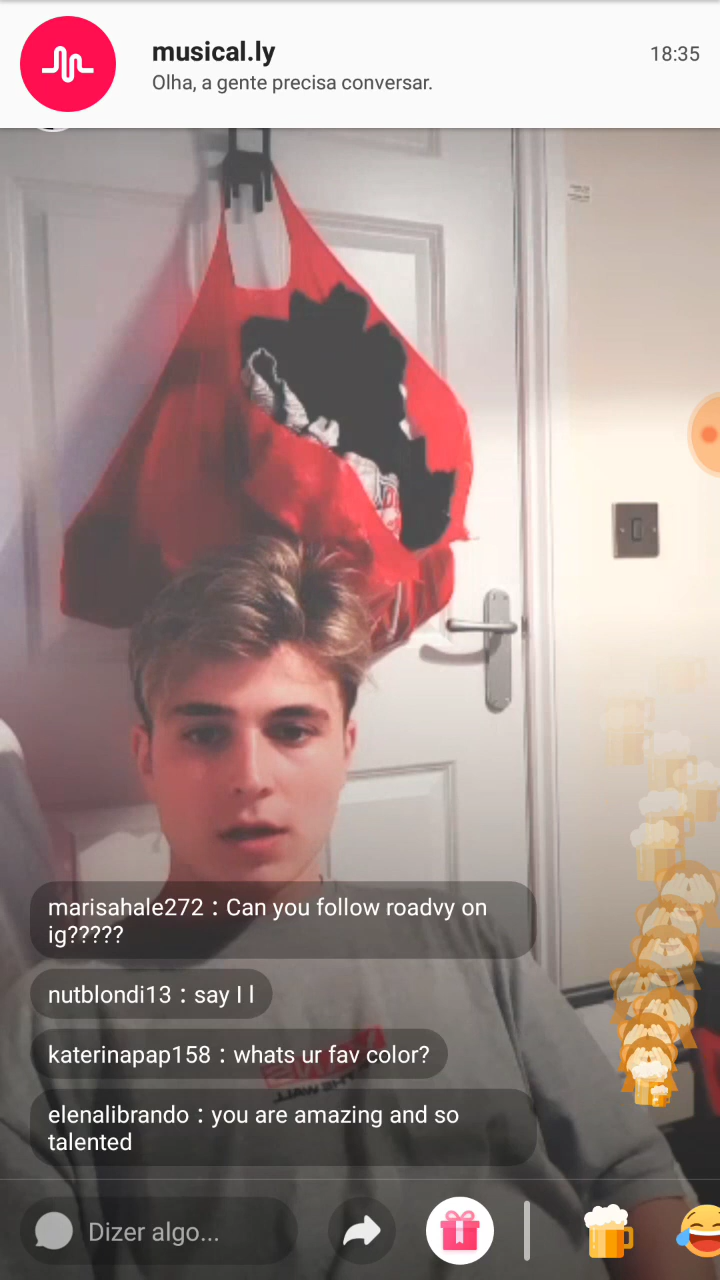 musical.ly
18:35
Olha, a gente precisa conversar.
marisahale272 : Can you follow roadvy on
ig?????
nutblondi13 : say I l
katerinapap158 : whats ur fav color?
elenalibrando : you are amazing and so
talented
Dizer algo...